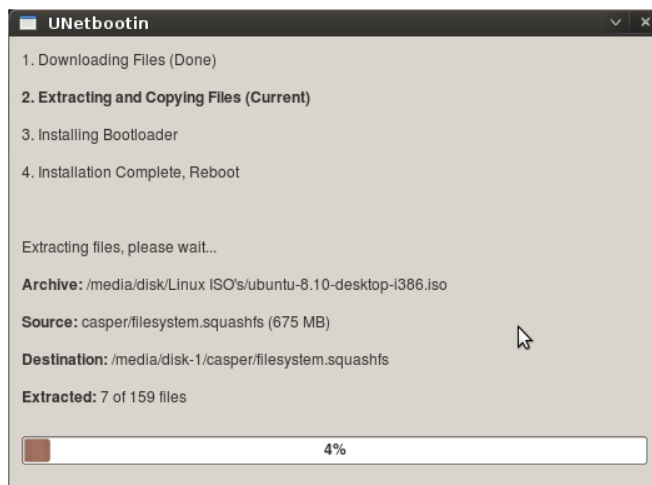 UNetbootin
1. Downloading Files (Done)
2. Extracting and Copying Files (Current)
3. Installing Bootloader
4. Installation Complete, Reboot
Extracting files, please wait...
Archive: /media/disk/Linux ISO's/ubuntu-8.10-desktop-i386.iso
Source: casper/filesystem.squashfs (675 MB)
Destination: /media/disk-1/casper/filesystem.squashfs
Extracted: 7 of 159 files
4%